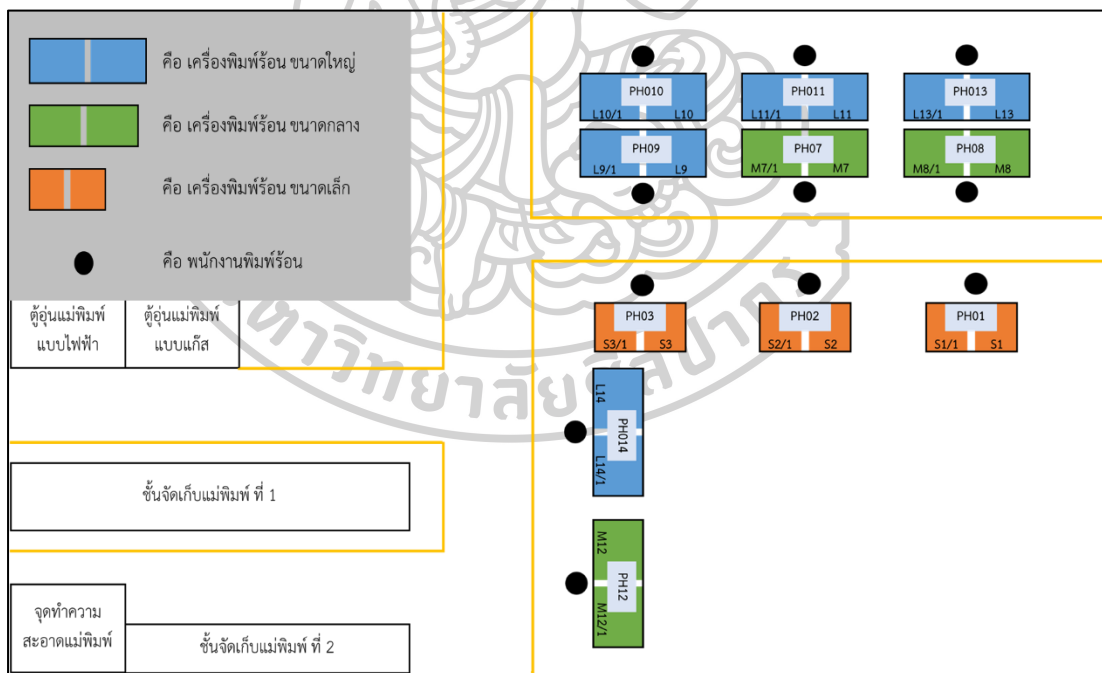 คือ เครื่องพิมพ์ร้อน ขนาดใหญ่
คือ เครื่องพิมพ์ร้อน ขนาดกลาง
คือ เครื่องพิมพ์ร้อน ขนาดเล็ก
คือ พนักงานพิมพ์ร้อน
ตู้อุ่นแม่พิมพ์
แบบไฟฟ้า
ตู้อุ่นแม่พิมพ์
แบบแก๊ส
ชั้นจัดเก็บแม่พิมพ์ ที่ 1
จุดทำความ
สะอาดแม่พิมพ์
ชั้นจัดเก็บแม่พิมพ์ ที่ 2
PH010
L10/1 L10
PH011
L11/1 L11
PH013
L13/1 L13
PH09
L9/1 L9
PH07
M7/1 M7
PH08
M8/1 M8
PH03
S3/1 S3
PH02
S2/1 S2
PH01
S1/1 S1
L14
PH014
L14/1
M12
PH12
M12/1